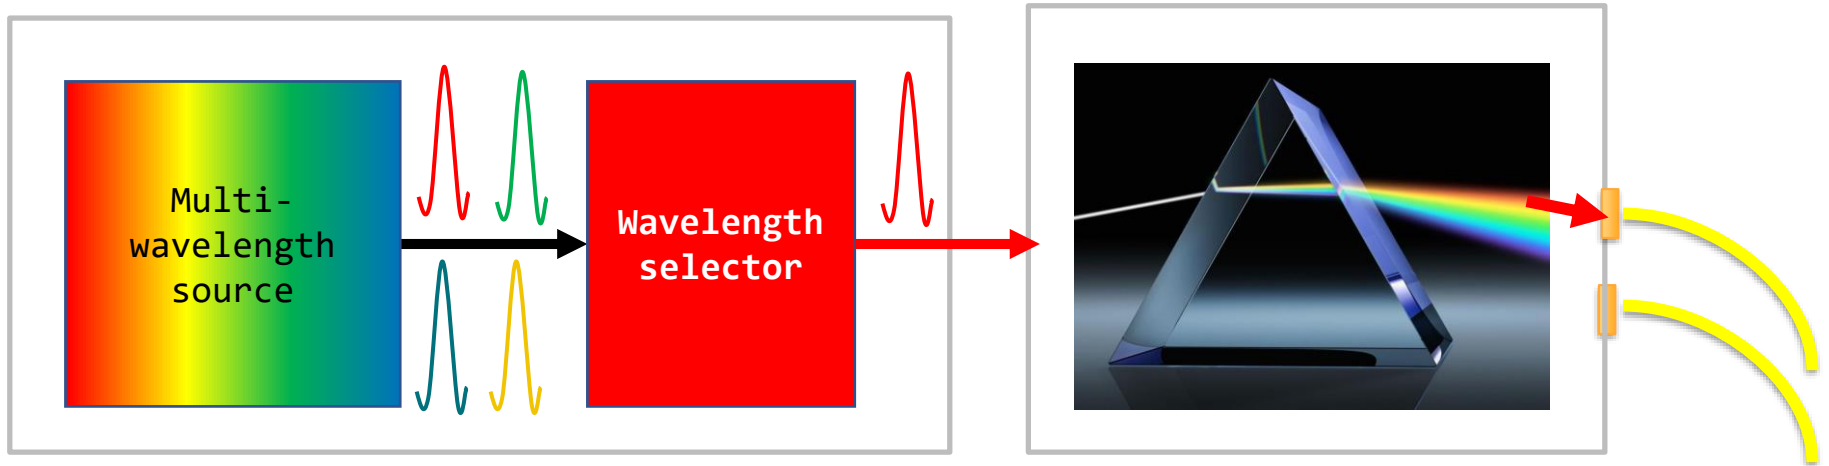 Multi-
wavelength
source
Wavelength
selector